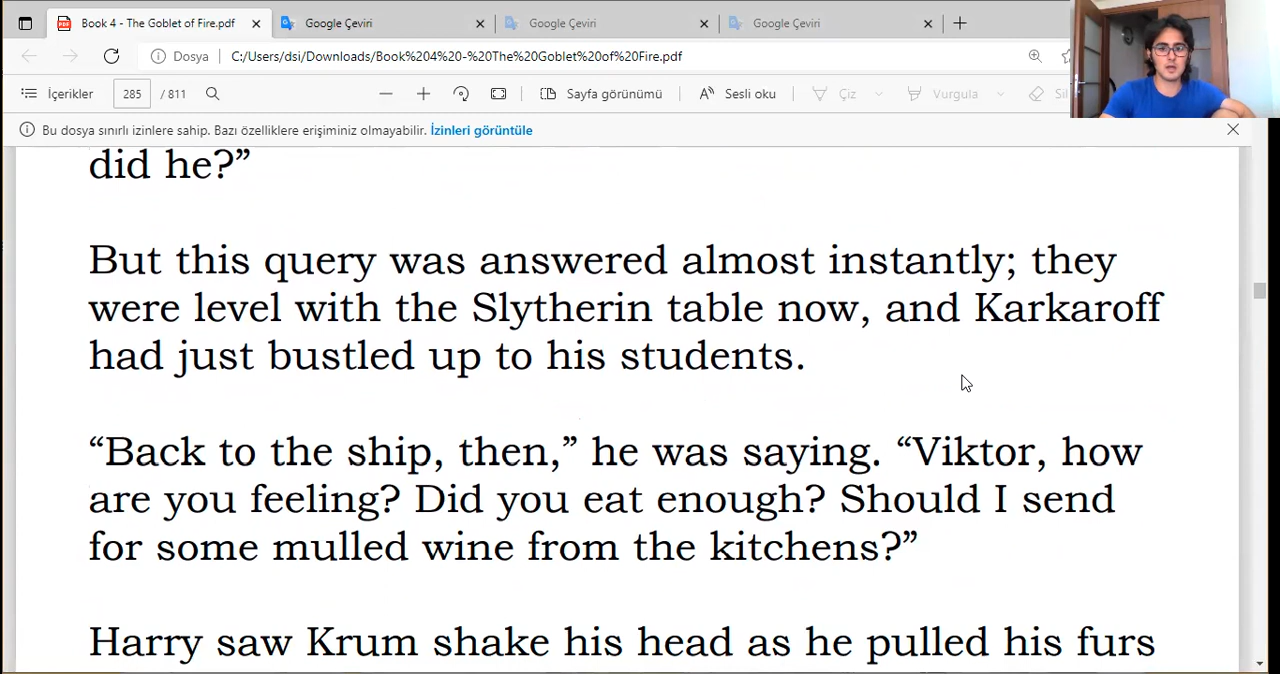 Book 4 - The Goblet of Fire.pdf
Google Çeviri
Google Çeviri
Google Çeviri
Dosya
C:/Users/dsi/Downloads/Book%204%20-%20The%20Goblet%20of%20Fire.pdf
İçerikler
285 / 811
Sayfa görünümü
Sesli oku
Çiz
Vurgula
Sil
Bu dosya sınırlı izinlere sahip. Bazı özelliklere erişiminiz olmayabilir. İzinleri görüntüle
did he?”
But this query was answered almost instantly; they
were level with the Slytherin table now, and Karkaroff
had just bustled up to his students.
“Back to the ship, then,” he was saying. “Viktor, how
are you feeling? Did you eat enough? Should I send
for some mulled wine from the kitchens?”
Harry saw Krum shake his head as he pulled his furs